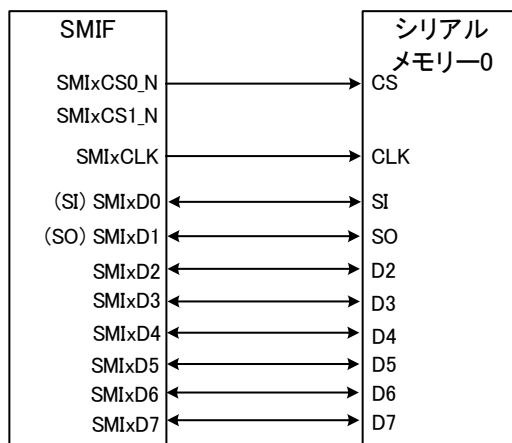 SMIF
SMIxCS0_N
SMIxCS1_N
SMIxCLK
(SI) SMIxD0
(SO) SMIxD1
SMIxD2
SMIxD3
SMIxD4
SMIxD5
SMIxD6
SMIxD7
シリアル
メモリー0
CS
CLK
SI
SO
D2
D3
D4
D5
D6
D7